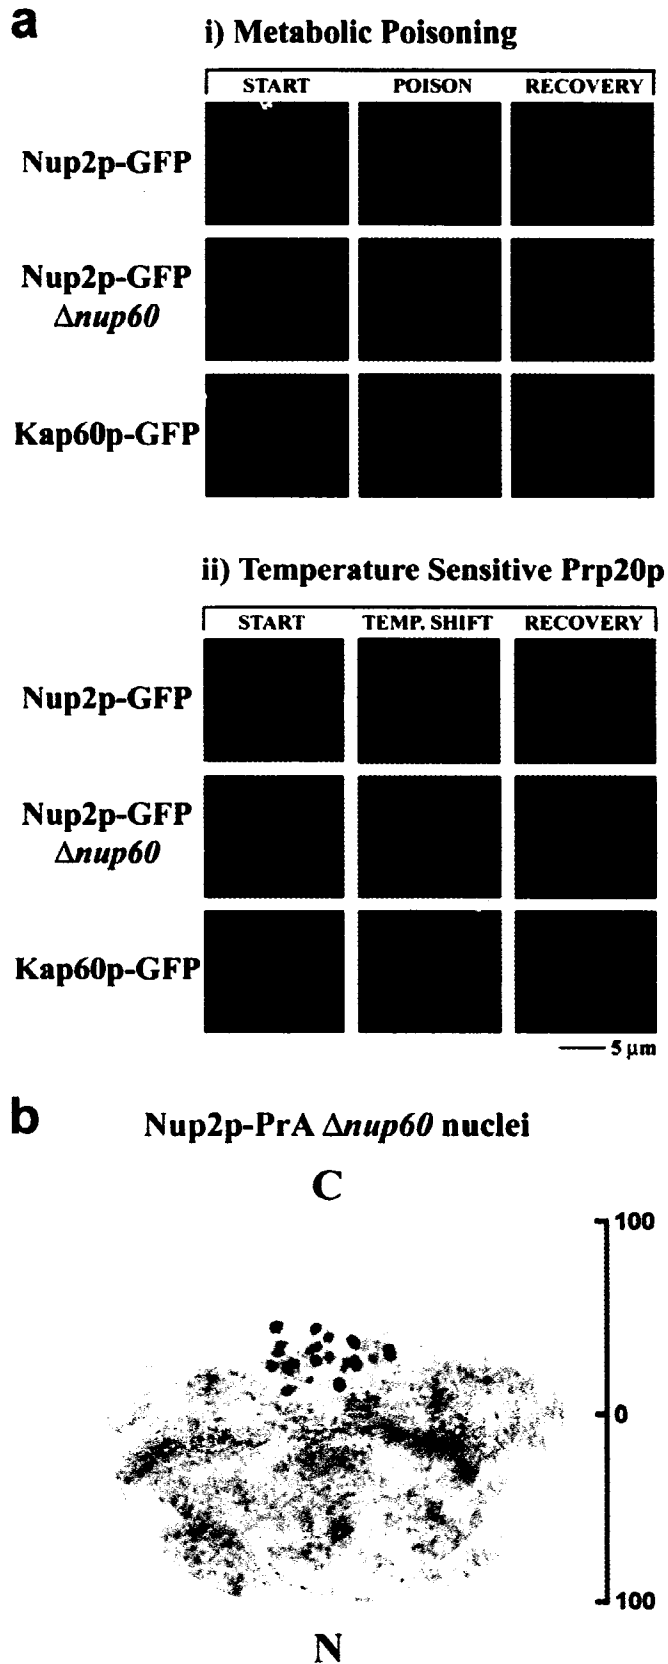 a
i) Metabolic Poisoning
START POISON RECOVERY
Nup2p-GFP
Nup2p-GFP
Δnup60
Kap60p-GFP
ii) Temperature Sensitive Prp20p
START TEMP. SHIFT RECOVERY
Nup2p-GFP
Nup2p-GFP
Δnup60
Kap60p-GFP
5 μm
b
Nup2p-PrA Δnup60 nuclei
C
100
0
100
N